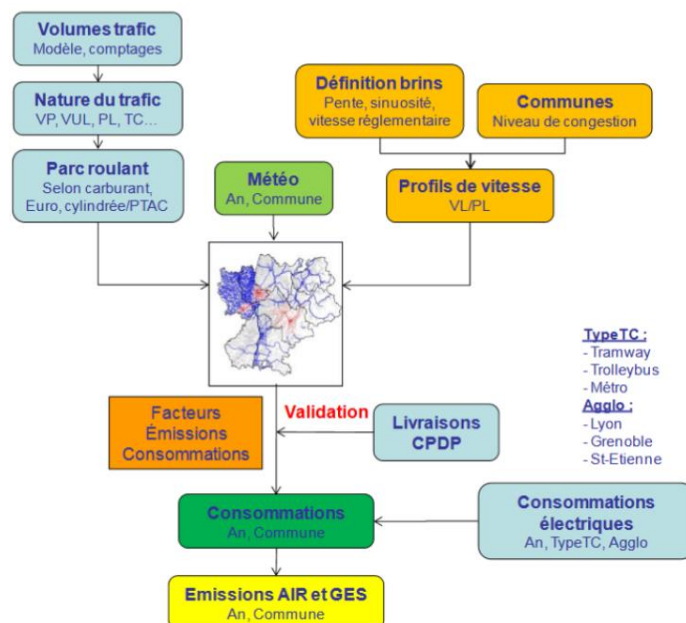 Volumes trafic
Modèle, comptages
Nature du trafic
VP, VUL, PL, TC…
Parc roulant
Selon carburant,
Euro, cylindrée/PTAC
Météo
An, Commune
Définition brins
Pente, sinuosité,
vitesse réglementaire
Communes
Niveau de congestion
Profils de vitesse
VL/PL
TypeTC :
- Tramway
- Trolleybus
- Métro
Agglo :
- Lyon
- Grenoble
- St-Etienne
Facteurs
Émissions
Consommations
Validation
Livraisons
CPDP
Consommations
An, Commune
Consommations
électriques
An, TypeTC, Agglo
Emissions AIR et GES
An, Commune